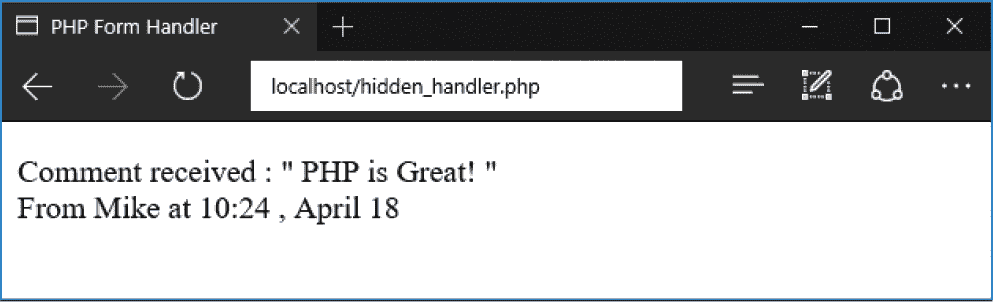 PHP Form Handler
localhost/hidden_handler.php
Comment received : " PHP is Great! "
From Mike at 10:24 , April 18